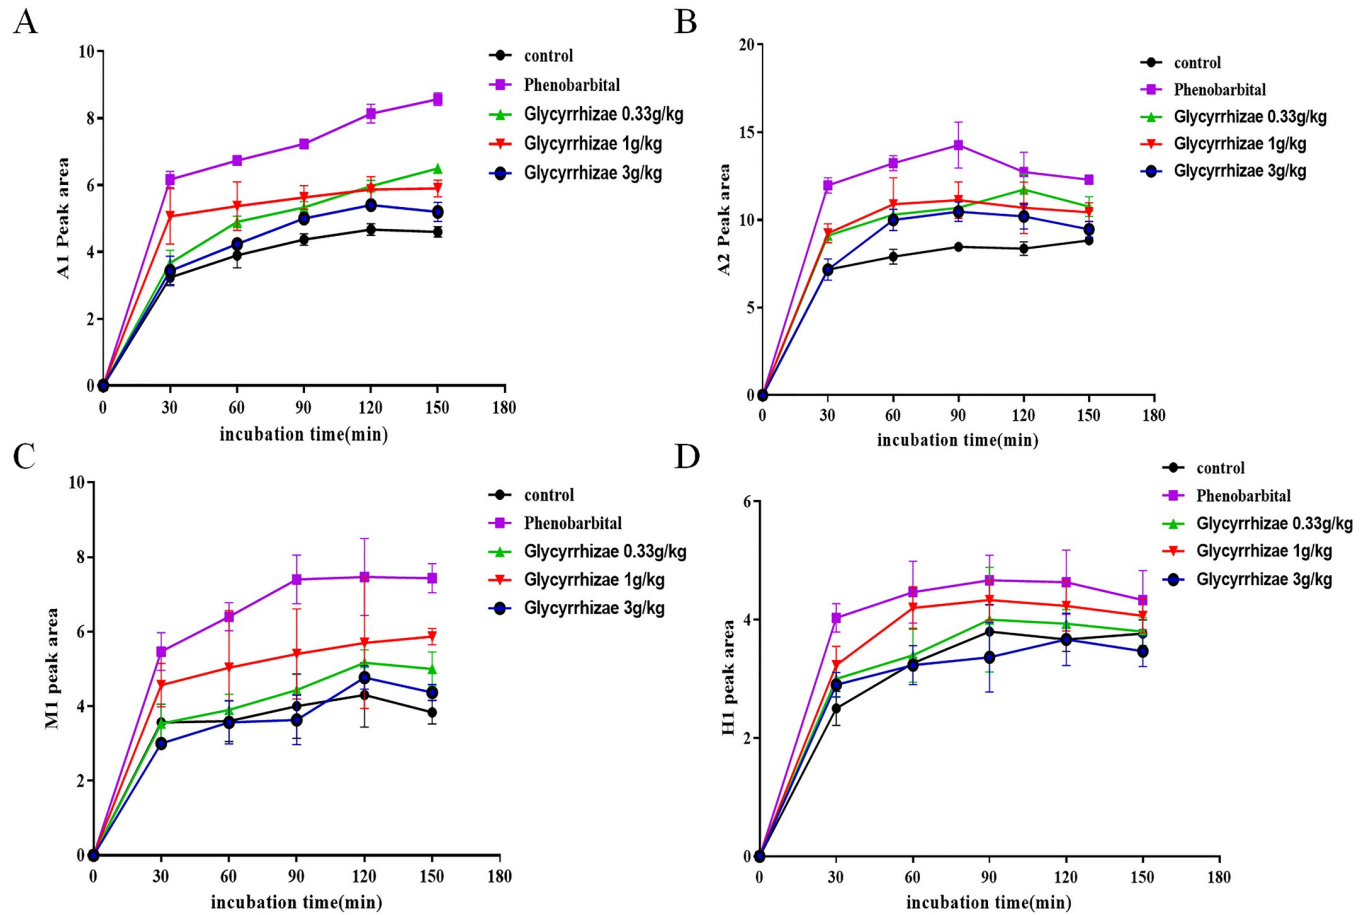 A
10
8
6
4
2
0
A1 Peak area
0 30 60 90 120 150 180
incubation time(min)
control
Phenobarbital
Glycyrrhizae 0.33g/kg
Glycyrrhizae 1g/kg
Glycyrrhizae 3g/kg
B
20
15
10
5
0
A2 Peak area
0 30 60 90 120 150 180
incubation time(min)
control
Phenobarbital
Glycyrrhizae 0.33g/kg
Glycyrrhizae 1g/kg
Glycyrrhizae 3g/kg
C
10
8
6
4
2
0
M1 peak area
0 30 60 90 120 150 180
incubation time(min)
control
Phenobarbital
Glycyrrhizae 0.33g/kg
Glycyrrhizae 1g/kg
Glycyrrhizae 3g/kg
D
6
4
2
0
H1 peak area
0 30 60 90 120 150 180
incubation time(min)
control
Phenobarbital
Glycyrrhizae 0.33g/kg
Glycyrrhizae 1g/kg
Glycyrrhizae 3g/kg